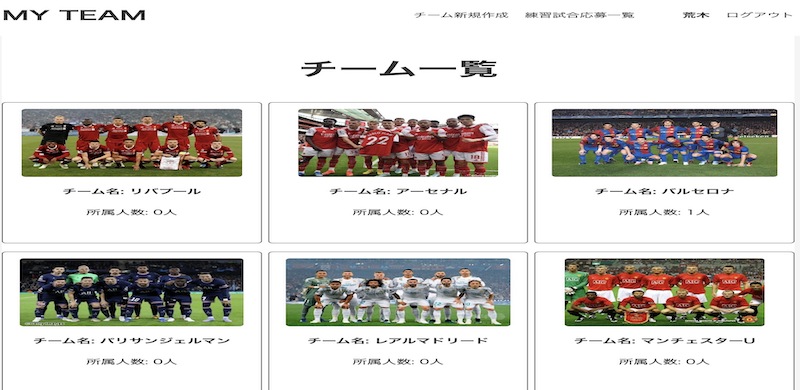 MY TEAM
チーム新規作成 練習試合応募一覧 荒木 ログアウト
チーム一覧
チーム名: リバプール
所属人数: 0人
チーム名: アーセナル
所属人数: 0人
チーム名: バルセロナ
所属人数: 1人
チーム名: パリサンジェルマン
所属人数: 0人
チーム名: レアルマドリード
所属人数: 0人
チーム名: マンチェスターU
所属人数: 0人